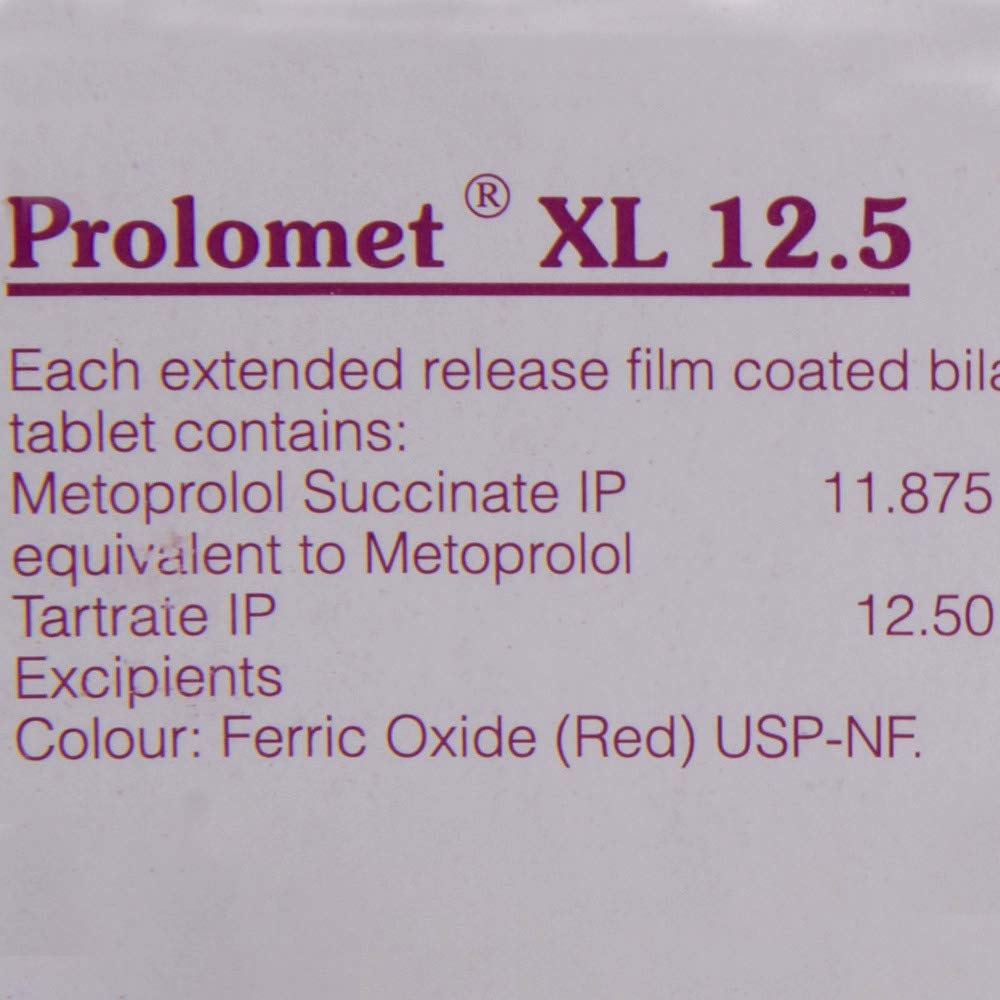 Prolomet ® XL 12.5
Each extended release film coated
tablet contains:
Metoprolol Succinate IP 11.875
equivalent to Metoprolol
Tartrate IP 12.50
Excipients
Colour: Ferric Oxide (Red) USP-NF.